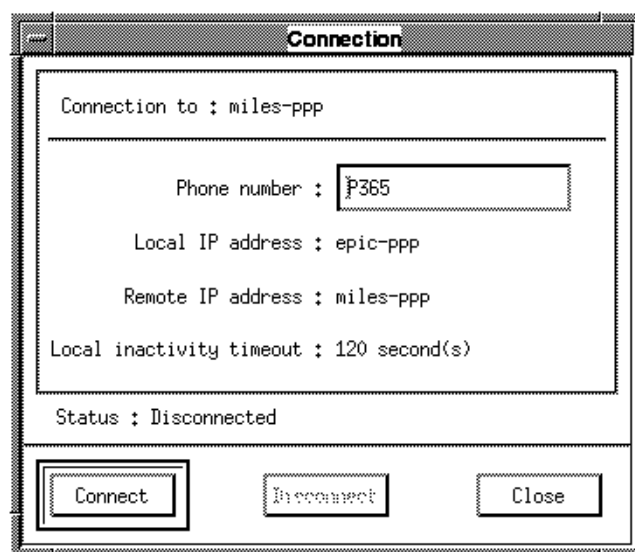 Connection
Connection to : miles-ppp
Phone number : P365
Local IP address : epic-ppp
Remote IP address : miles-ppp
Local inactivity timeout : 120 second(s)
Status : Disconnected
Connect Disconnect Close